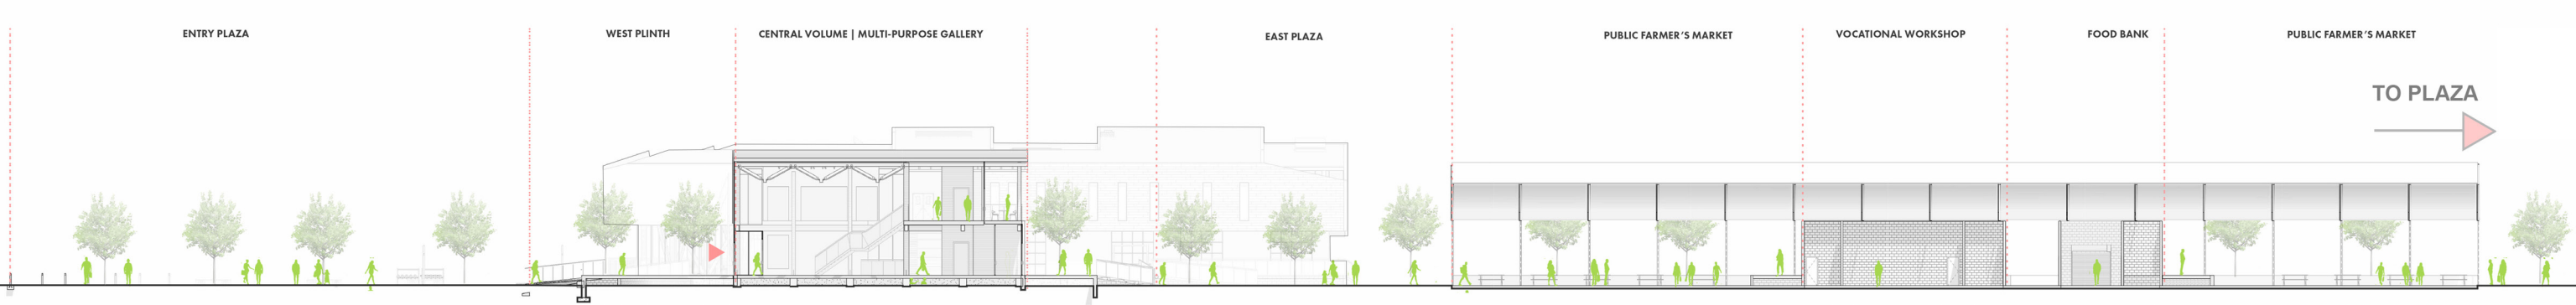 ENTRY PLAZA
WEST PLINTH
CENTRAL VOLUME | MULTI-PURPOSE GALLERY
EAST PLAZA
PUBLIC FARMER'S MARKET
VOCATIONAL WORKSHOP
FOOD BANK
PUBLIC FARMER'S MARKET
TO PLAZA